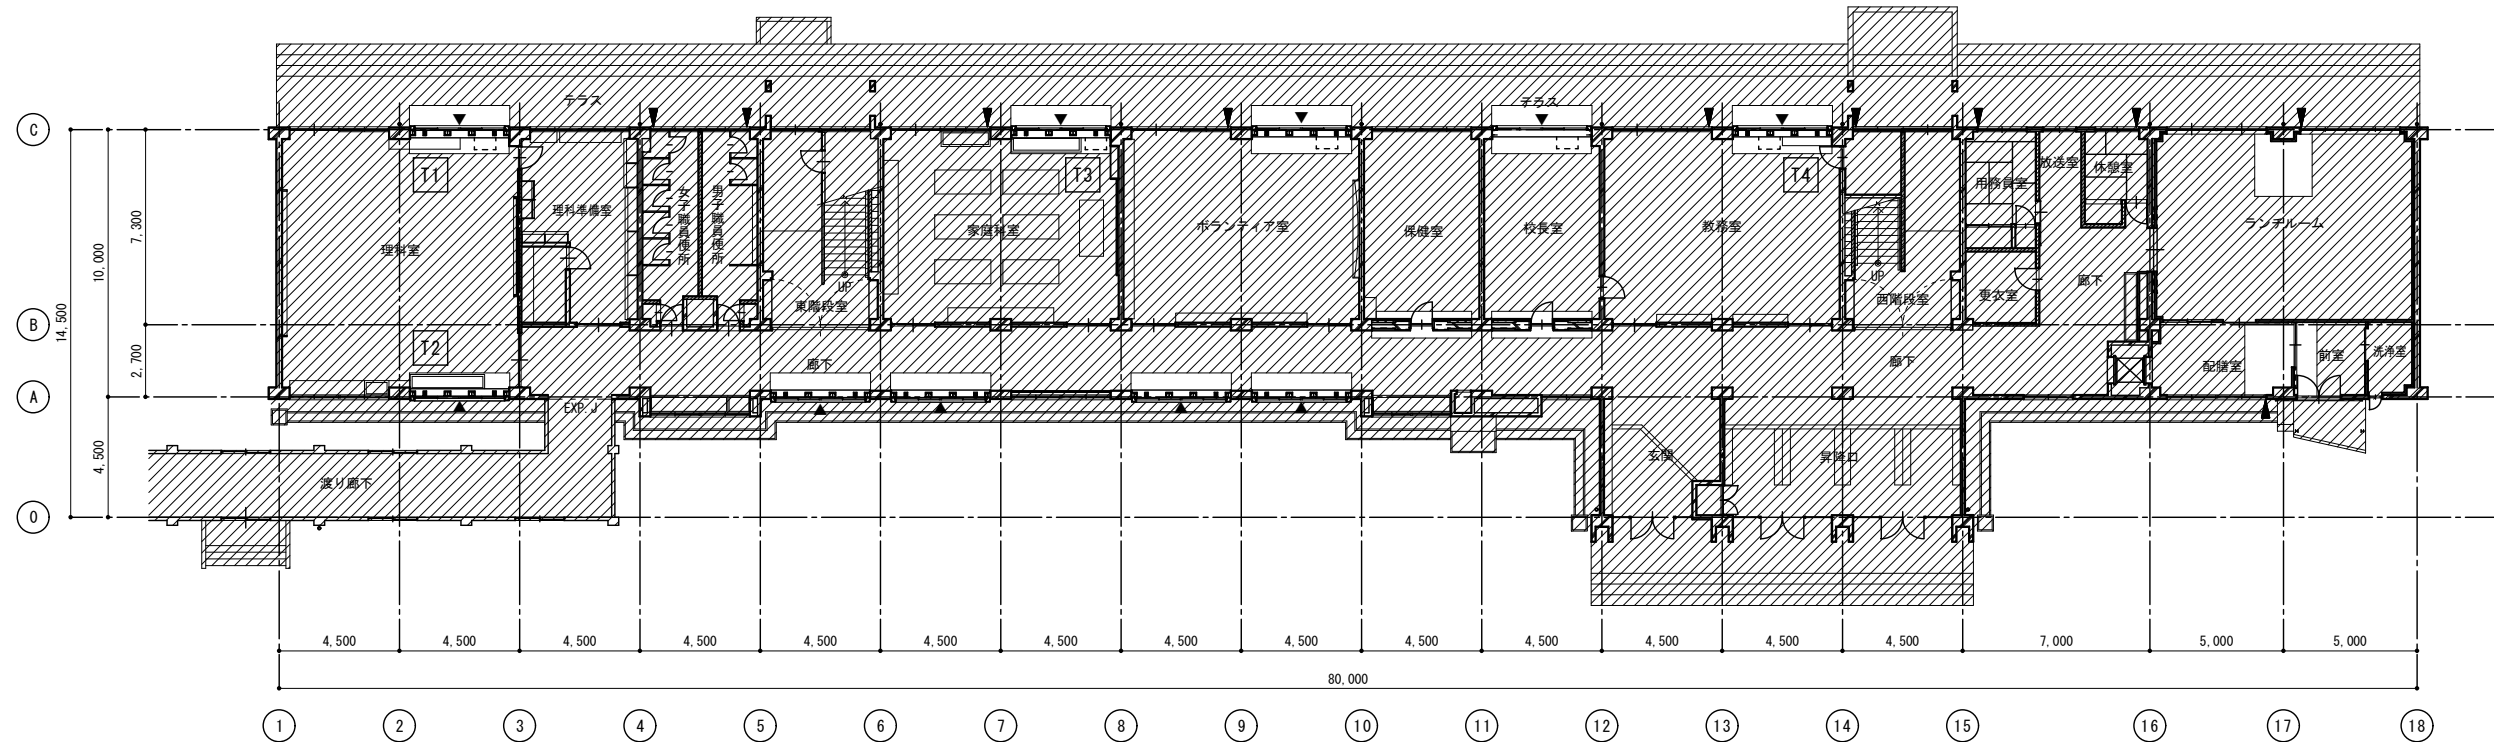 テラス
テラス
C
T1
T3
T4
女子職員便所
男子職員便所
理科準備室
用務員室
放送室
休憩室
7,300
10,000
理科室
家庭科室
ボランティア室
保健室
校長室
教務室
ランチルーム
UP
UP
東階段室
西階段室
更衣室
廊下
B
14,500
T2
2,700
廊下
廊下
配膳室
前室
洗浄室
A
EXP.J
4,500
渡り廊下
玄関
昇降口
0
4,500
4,500
4,500
4,500
4,500
4,500
4,500
4,500
4,500
4,500
4,500
4,500
4,500
4,500
7,000
5,000
5,000
80,000
1
2
3
4
5
6
7
8
9
10
11
12
13
14
15
16
17
18